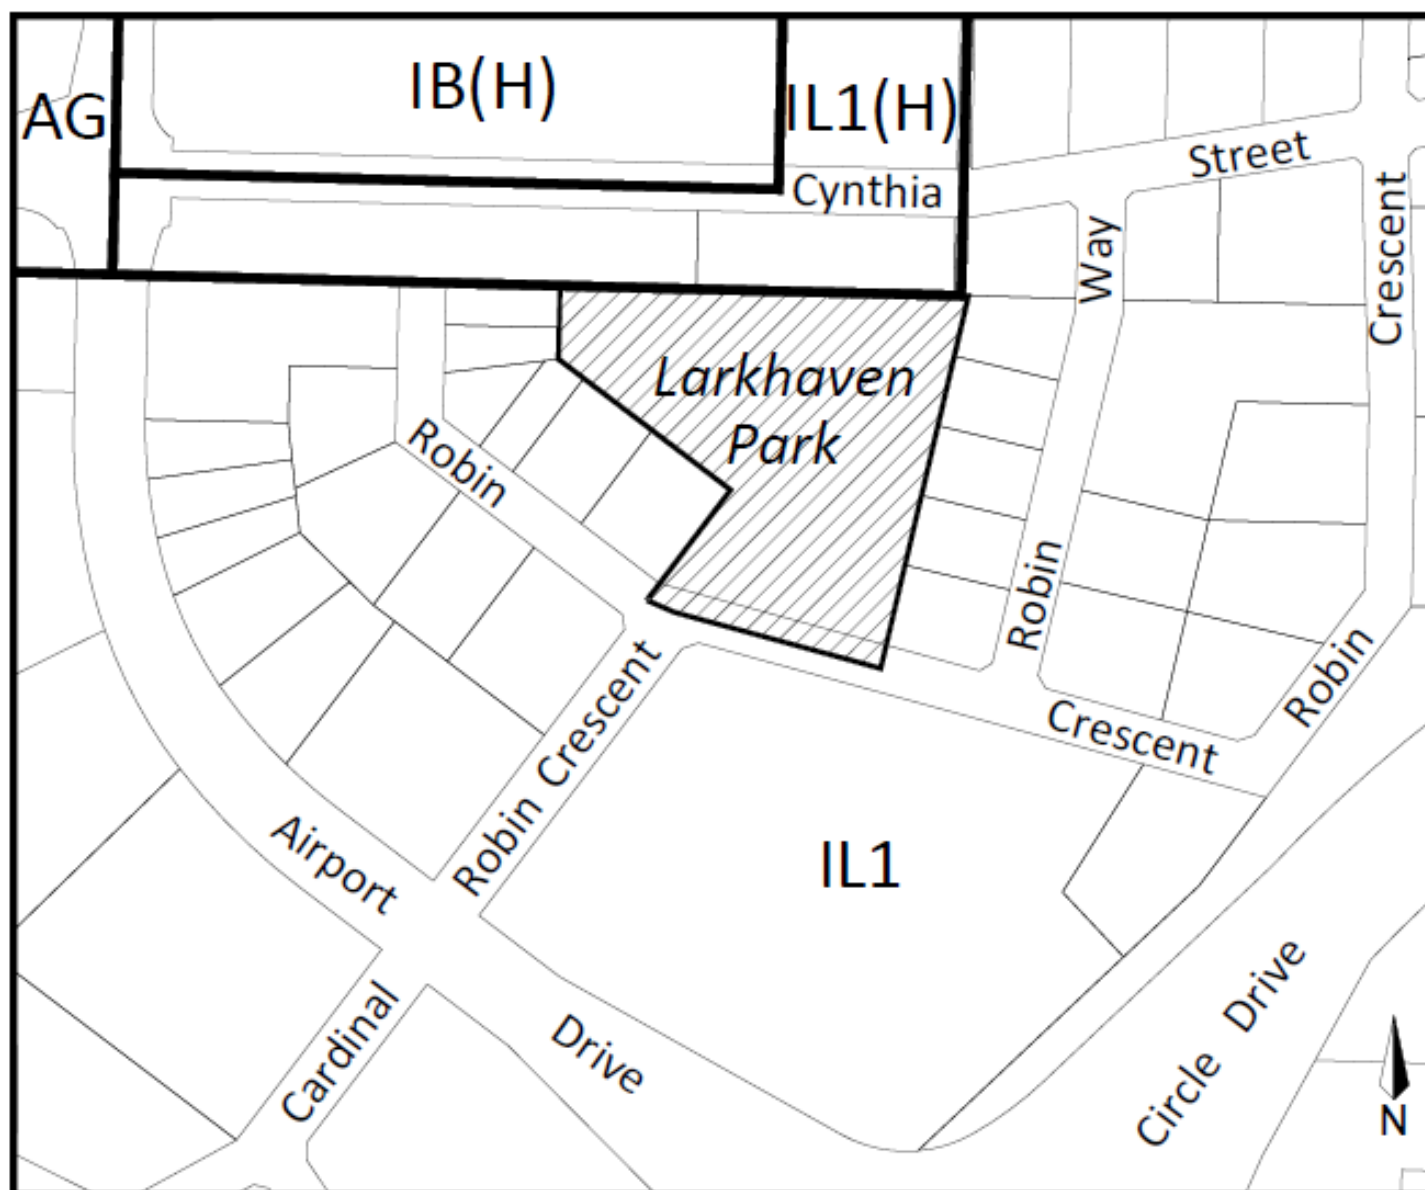 AG
IB(H)
IL1(H)
Cynthia
Street
Way
Crescent
Larkhaven
Park
Robin
Robin
Robin
Robin Crescent
Crescent
Airport
IL1
Drive
Cardinal
Circle Drive
N